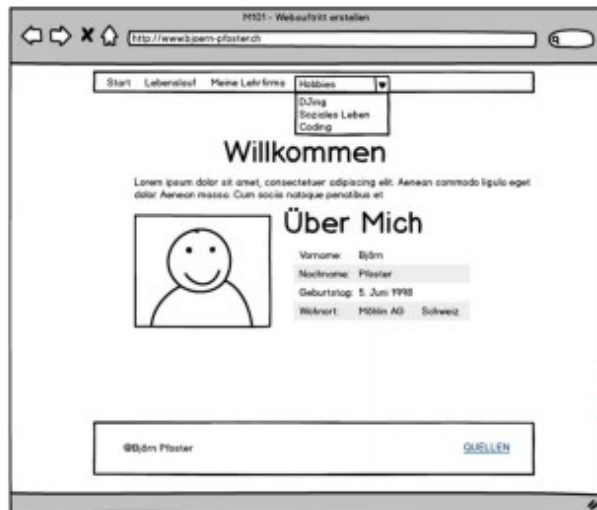 M101 - Webauftritt erstellen
http://www.bjoern-pfister.ch
Start Lebenslauf Meine Lehrfirma Hobbies
DJing
Soziales Leben
Coding
Willkommen
Lorem ipsum dolor sit amet, consectetuer adipiscing elit. Aenean commodo ligula eget
dolor Aenean massa. Cum sociis natoque penatibus et
Über Mich
Vorname: Björn
Nachname: Pfister
Geburtstag: 5. Juni 1998
Wohnort: Möhlin AG Schweiz
@Björn Pfister
QUELLEN